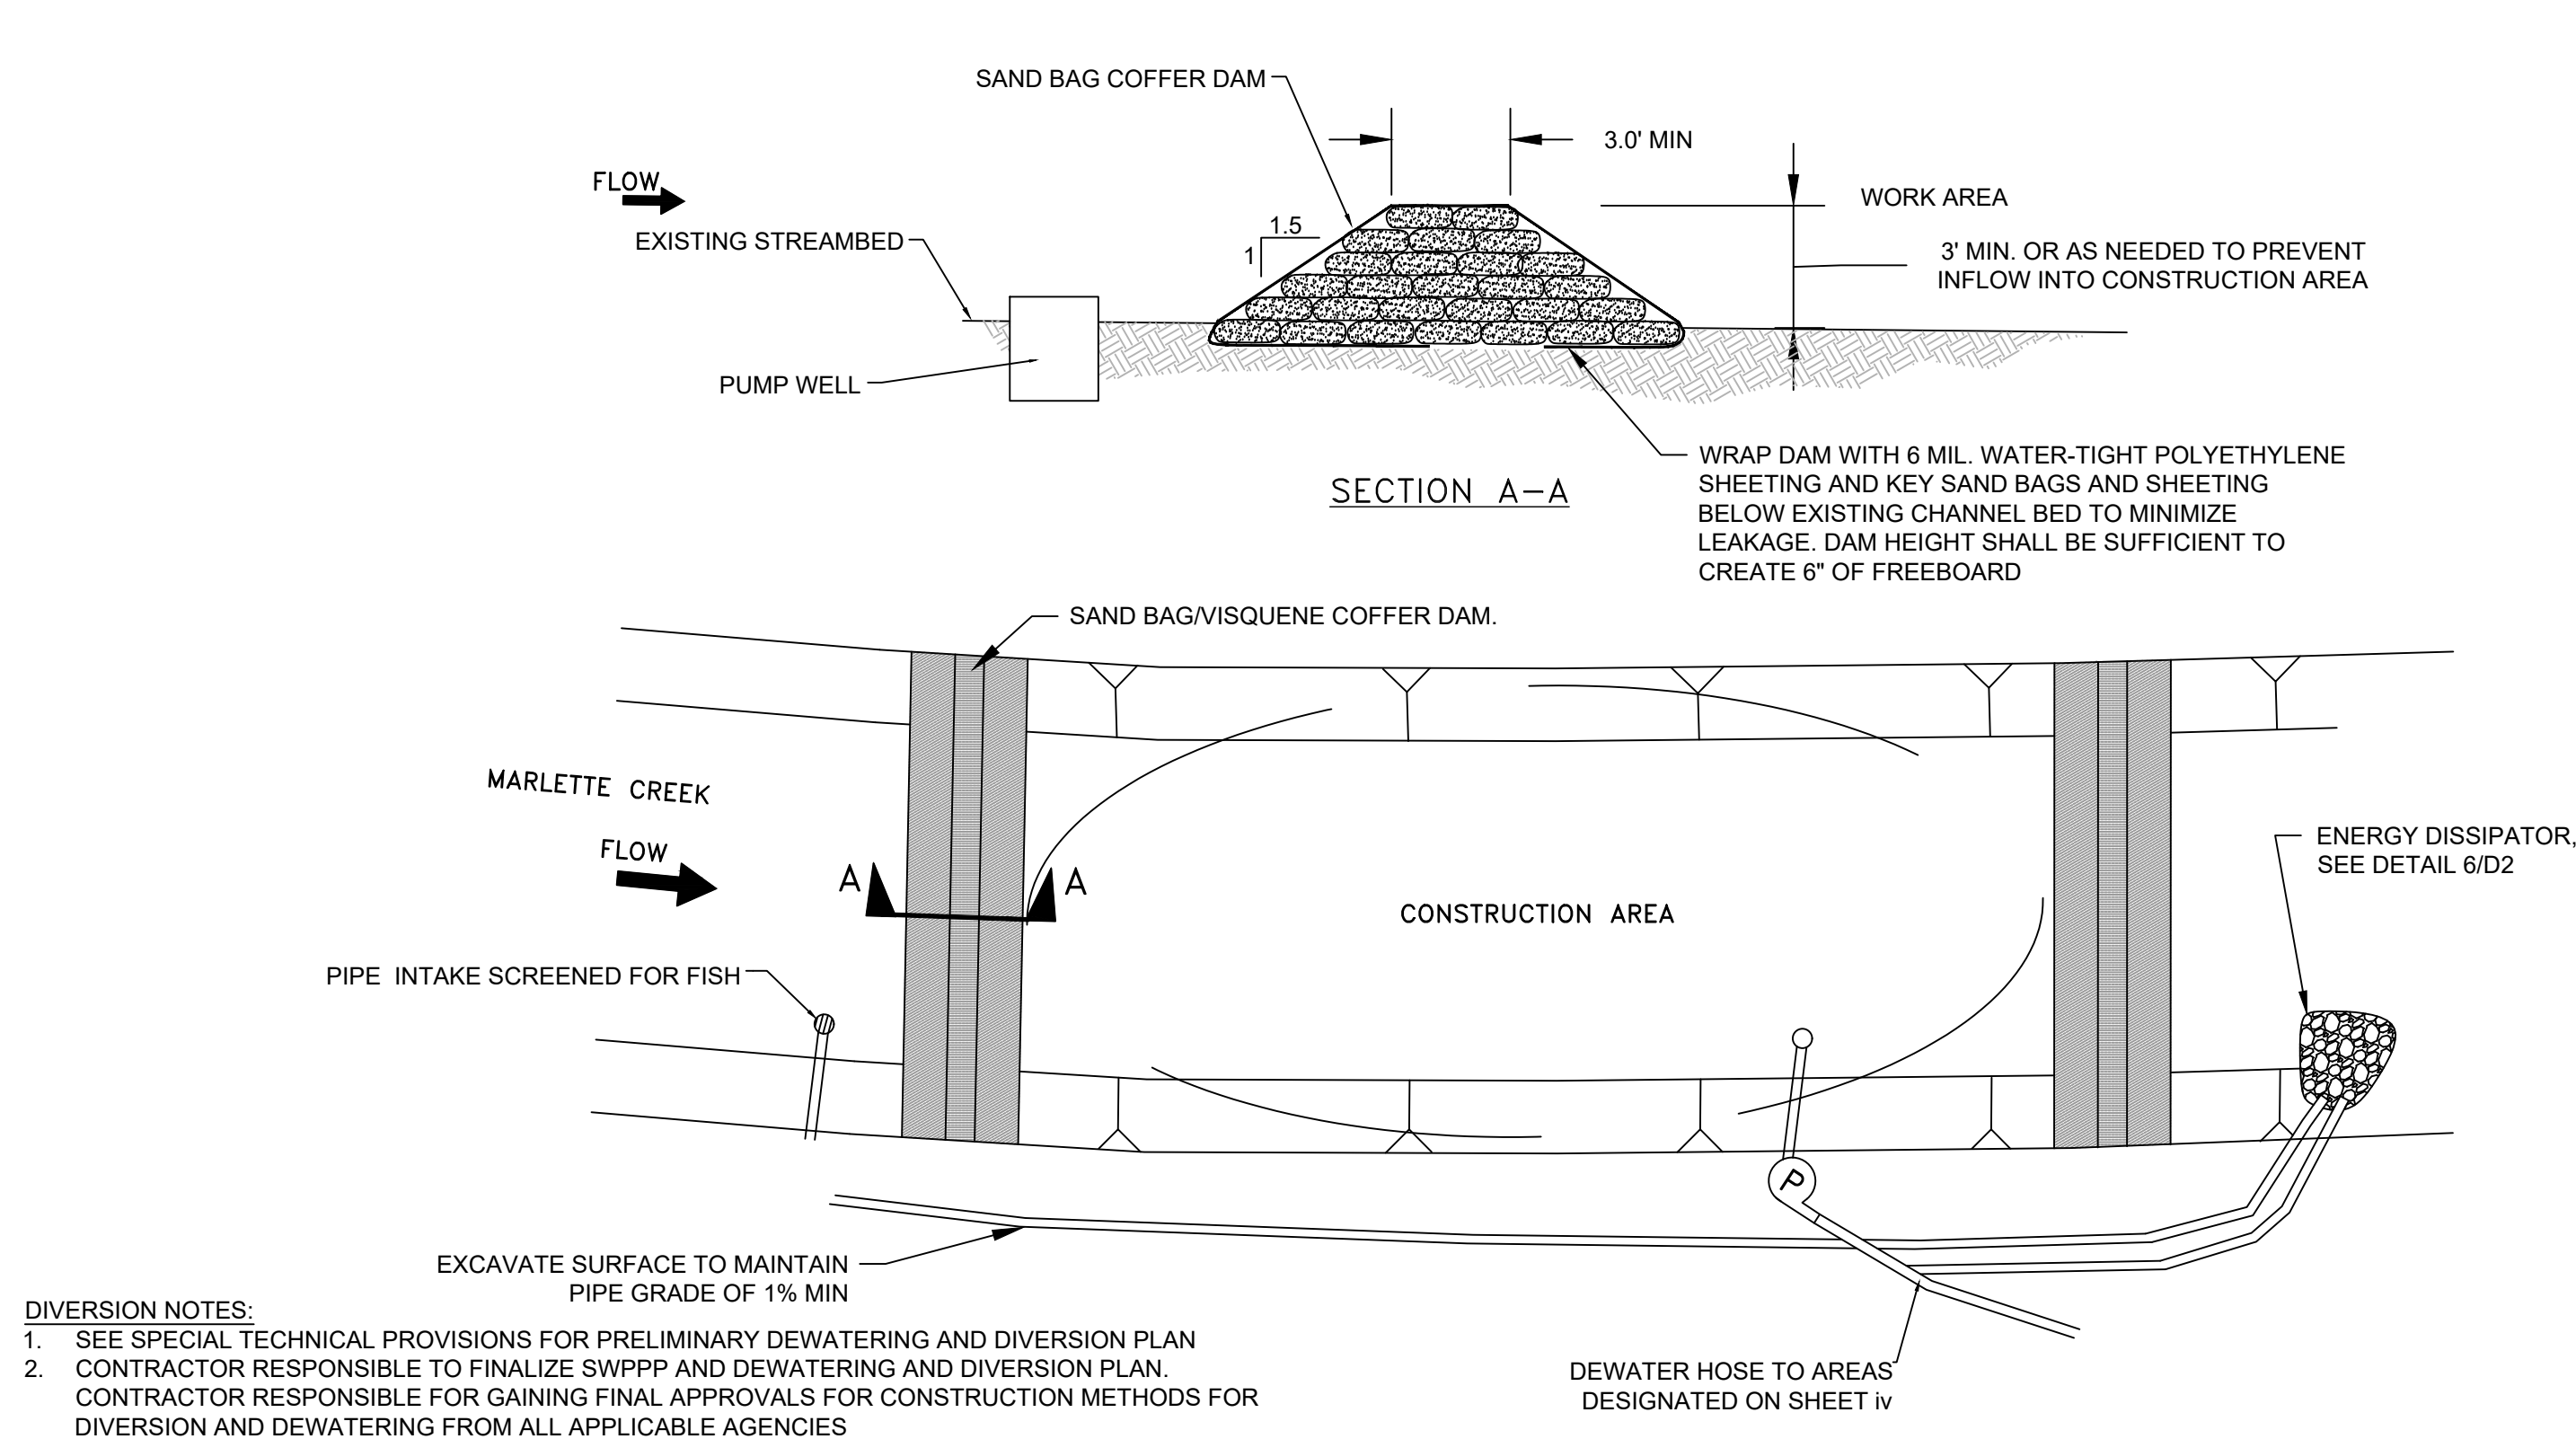 SAND BAG COFFER DAM
3.0' MIN
FLOW
WORK AREA
1.5
1
EXISTING STREAMBED
3' MIN. OR AS NEEDED TO PREVENT
INFLOW INTO CONSTRUCTION AREA
PUMP WELL
WRAP DAM WITH 6 MIL. WATER-TIGHT POLYETHYLENE
SHEETING AND KEY SAND BAGS AND SHEETING
BELOW EXISTING CHANNEL BED TO MINIMIZE
LEAKAGE. DAM HEIGHT SHALL BE SUFFICIENT TO
CREATE 6" OF FREEBOARD
SECTION A-A
SAND BAG/VISQUENE COFFER DAM.
MARLETTE CREEK
FLOW
A
A
CONSTRUCTION AREA
ENERGY DISSIPATOR,
SEE DETAIL 6/D2
PIPE INTAKE SCREENED FOR FISH
P
EXCAVATE SURFACE TO MAINTAIN
PIPE GRADE OF 1% MIN
DEWATER HOSE TO AREAS
DESIGNATED ON SHEET iv
DIVERSION NOTES:
1. SEE SPECIAL TECHNICAL PROVISIONS FOR PRELIMINARY DEWATERING AND DIVERSION PLAN
2. CONTRACTOR RESPONSIBLE TO FINALIZE SWPPP AND DEWATERING AND DIVERSION PLAN.
CONTRACTOR RESPONSIBLE FOR GAINING FINAL APPROVALS FOR CONSTRUCTION METHODS FOR
DIVERSION AND DEWATERING FROM ALL APPLICABLE AGENCIES